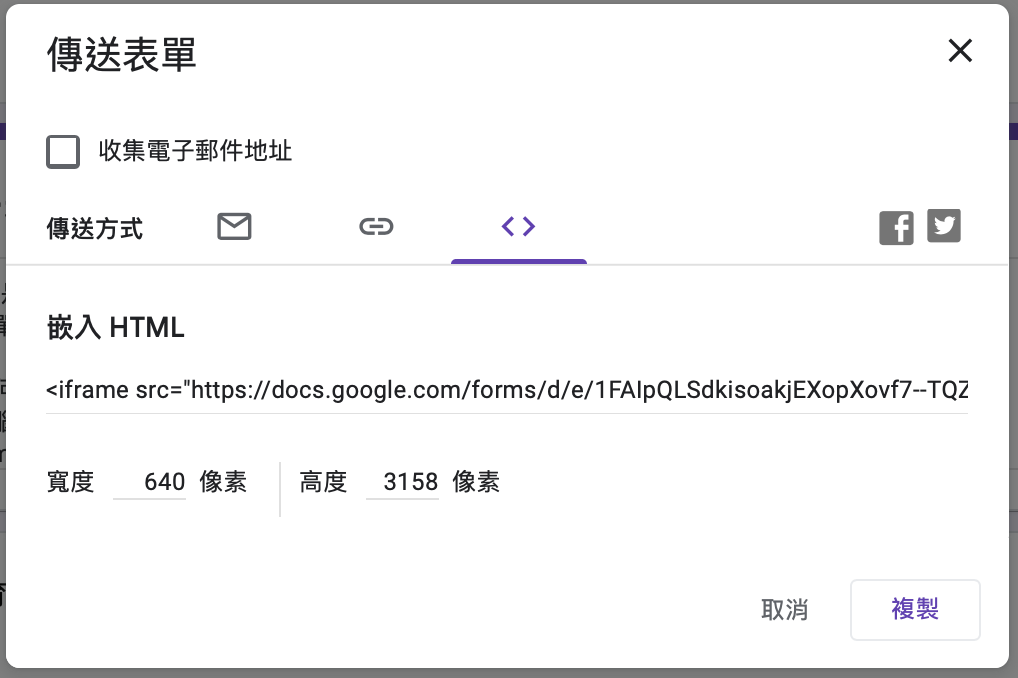 傳送表單
收集電子郵件地址
傳送方式
嵌入 HTML
<iframe src="https://docs.google.com/forms/d/e/1FAIpQLSdkisoakjEXopXovf7--TQZ
寬度 640 像素 高度 3158 像素
取消 複製